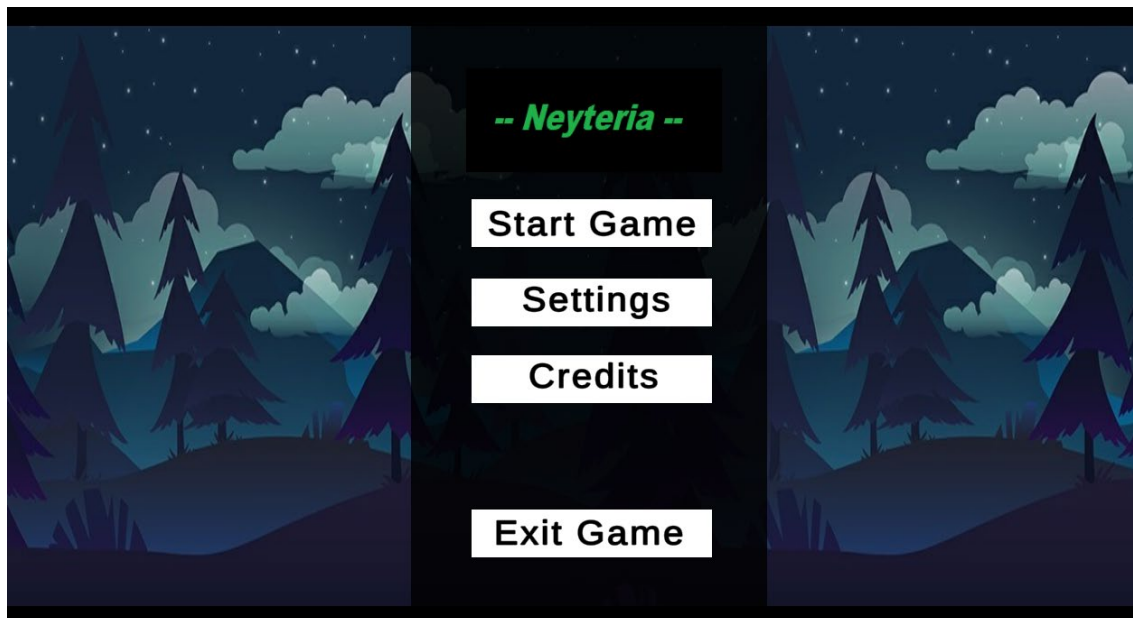 -- Neyteria --
Start Game
Settings
Credits
Exit Game